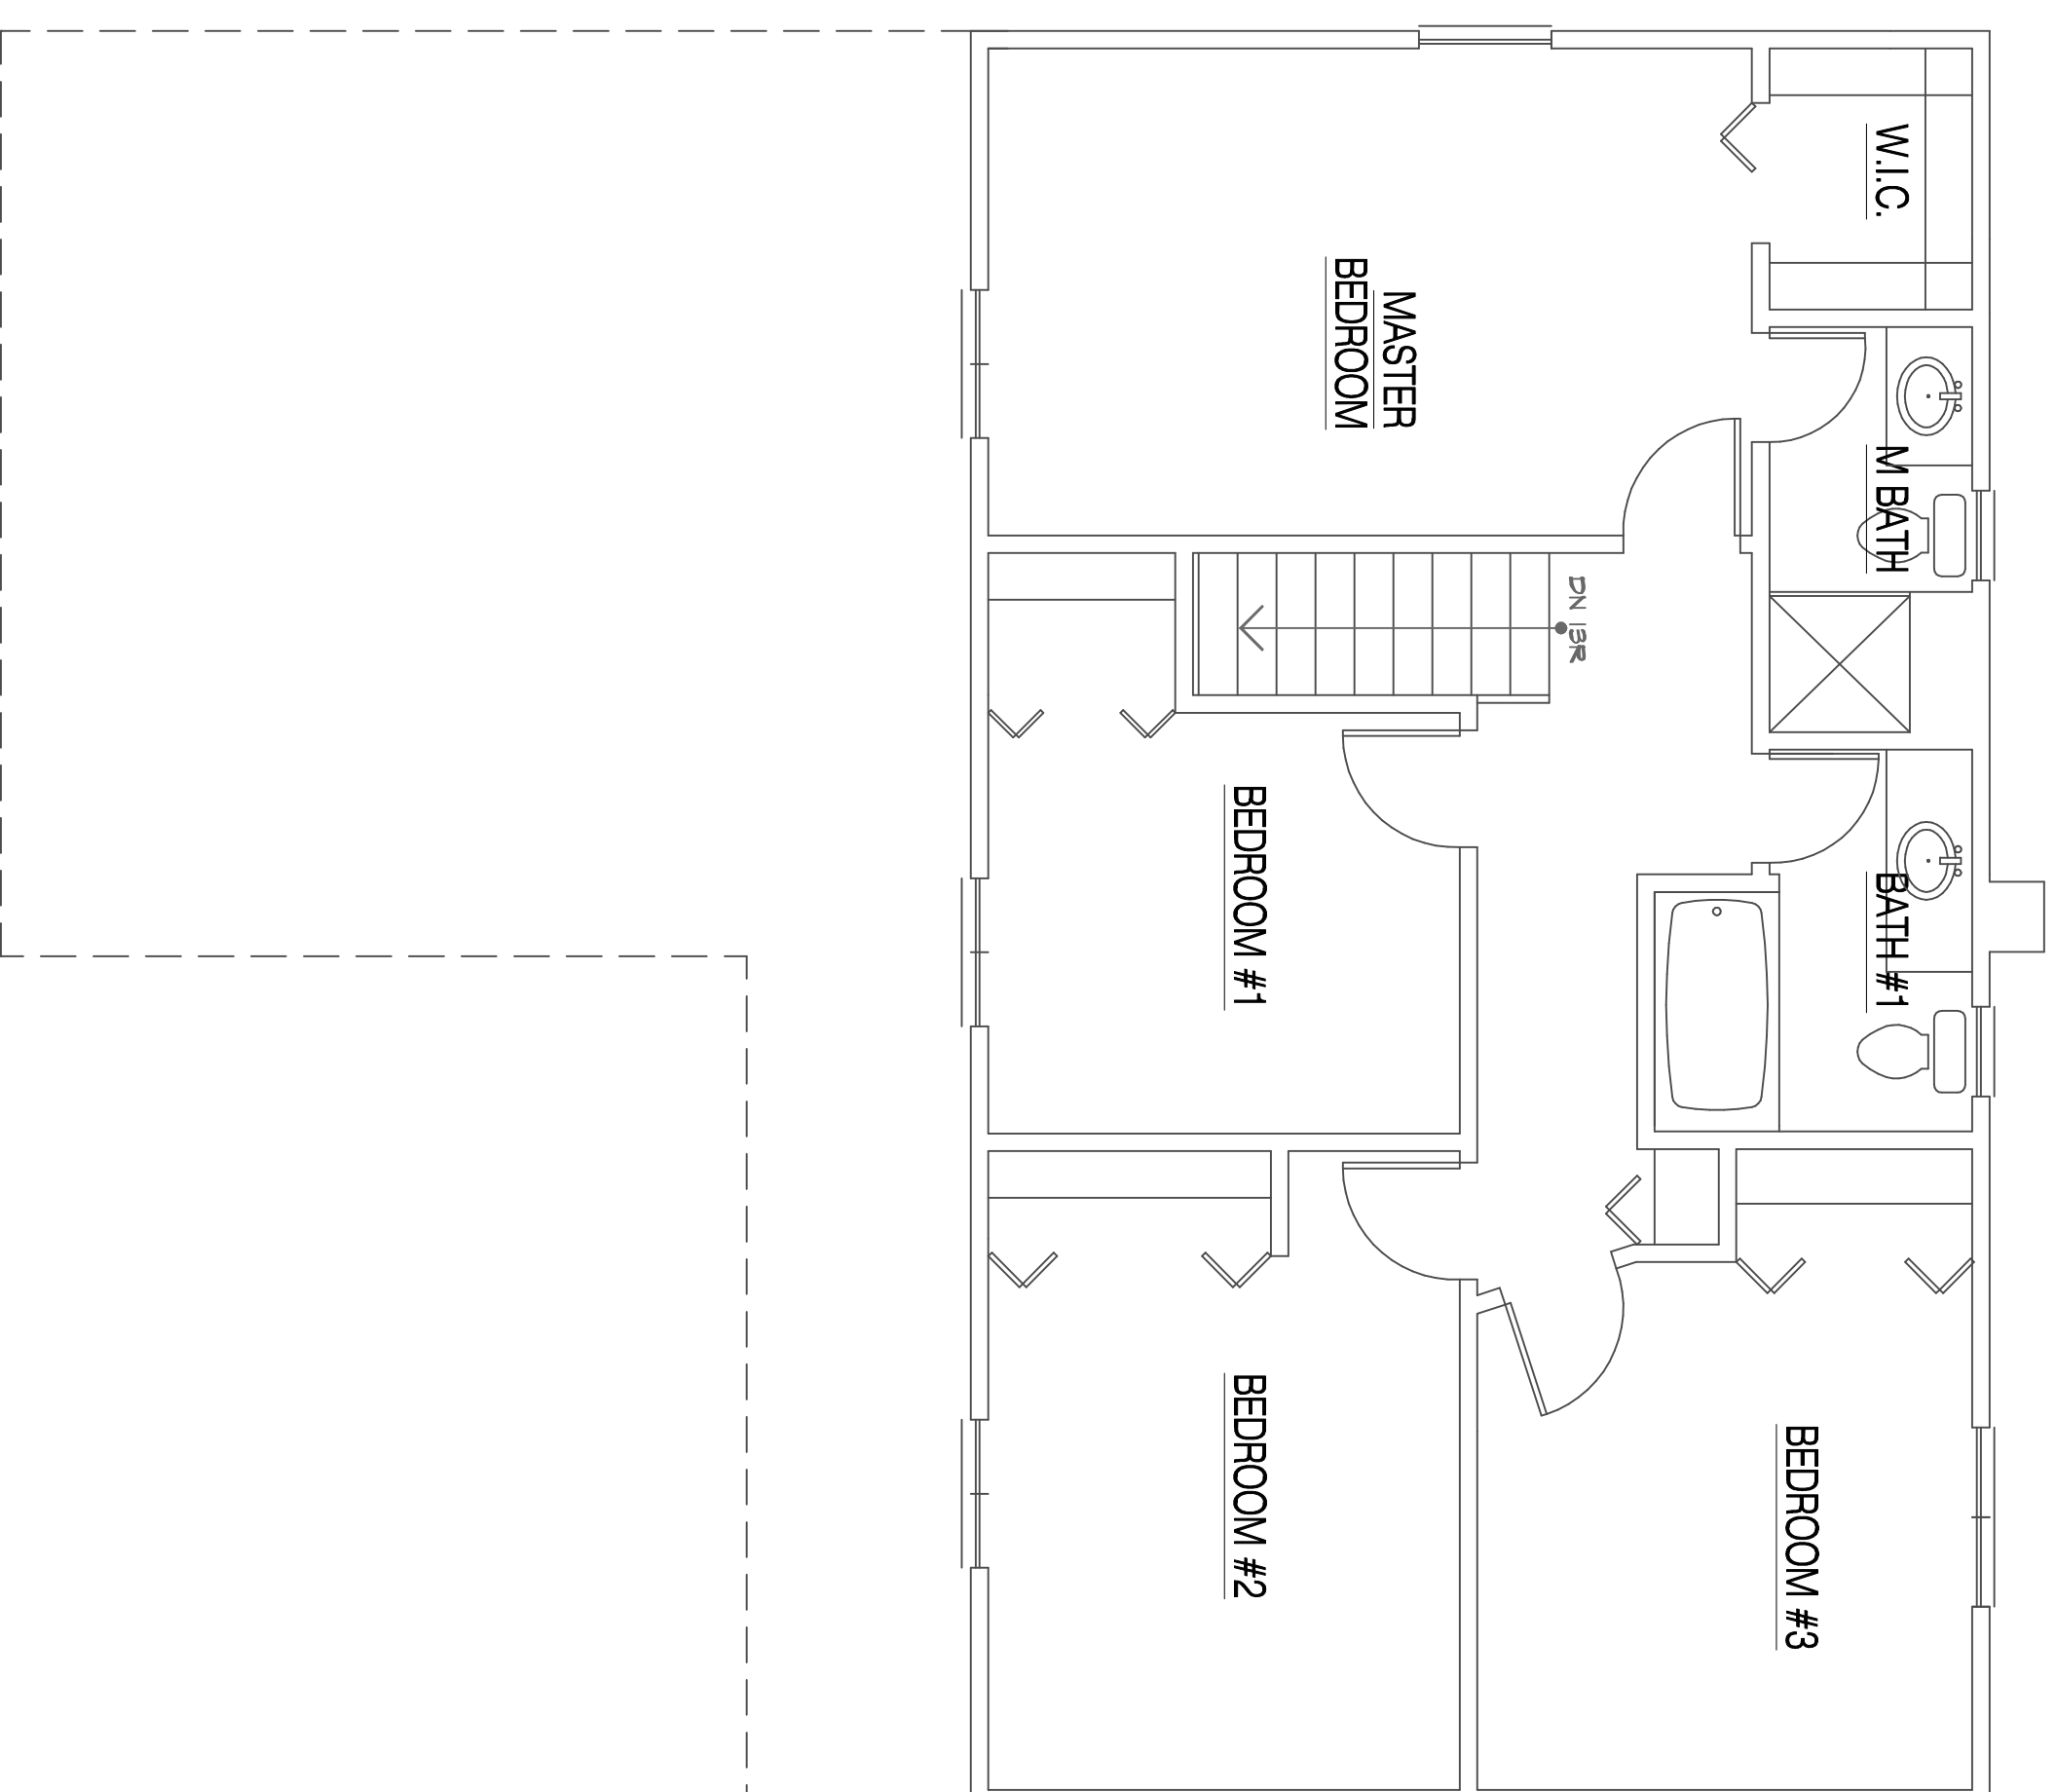 W.I.C.
MASTER
BEDROOM
M BATH
DN 13R
BEDROOM #1
BATH #1
BEDROOM #2
BEDROOM #3